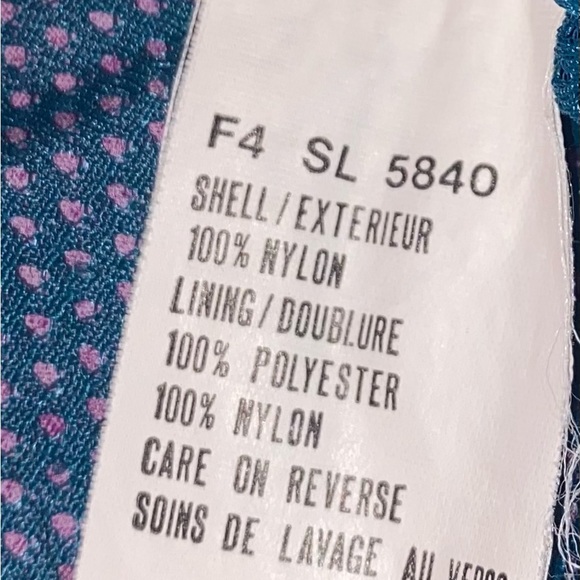 F4 SL 5840
SHELL/EXTERIEUR
100% NYLON
LINING/DOUBLURE
100% POLYESTER
100% NYLON
CARE ON REVERSE
SOINS DE LAVAGE AU VERSO